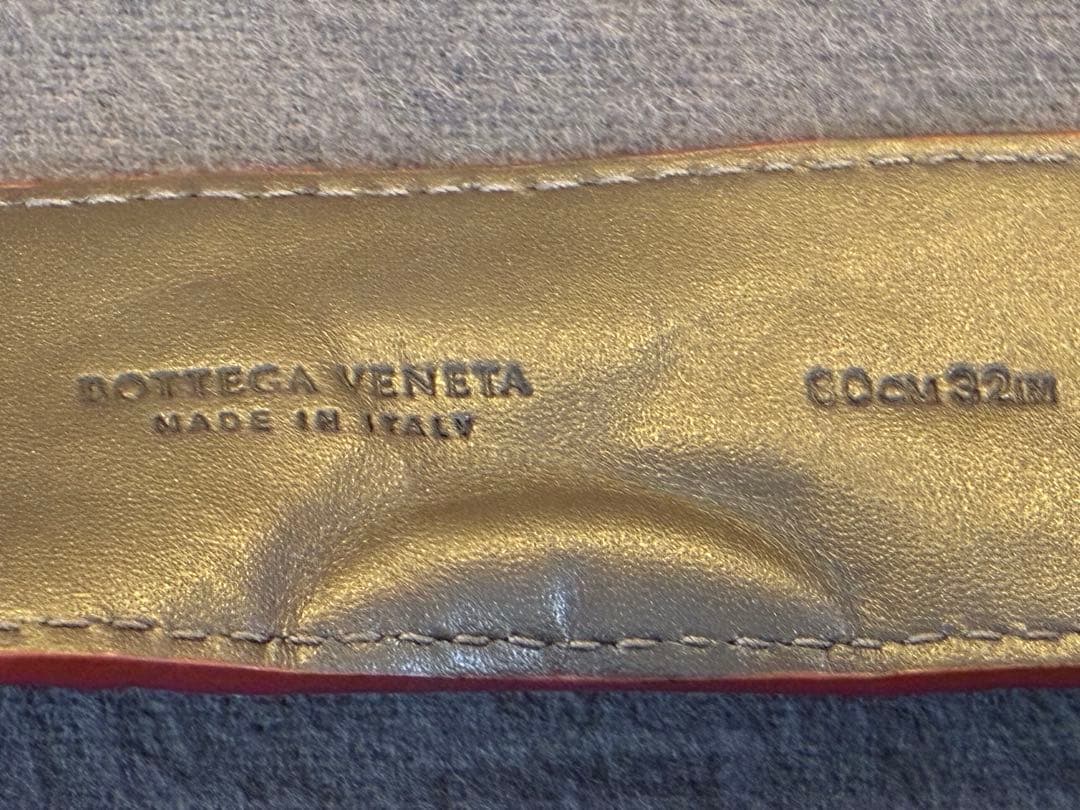 BOTTEGA VENETA
MADE IN ITALY
80CM 32IN